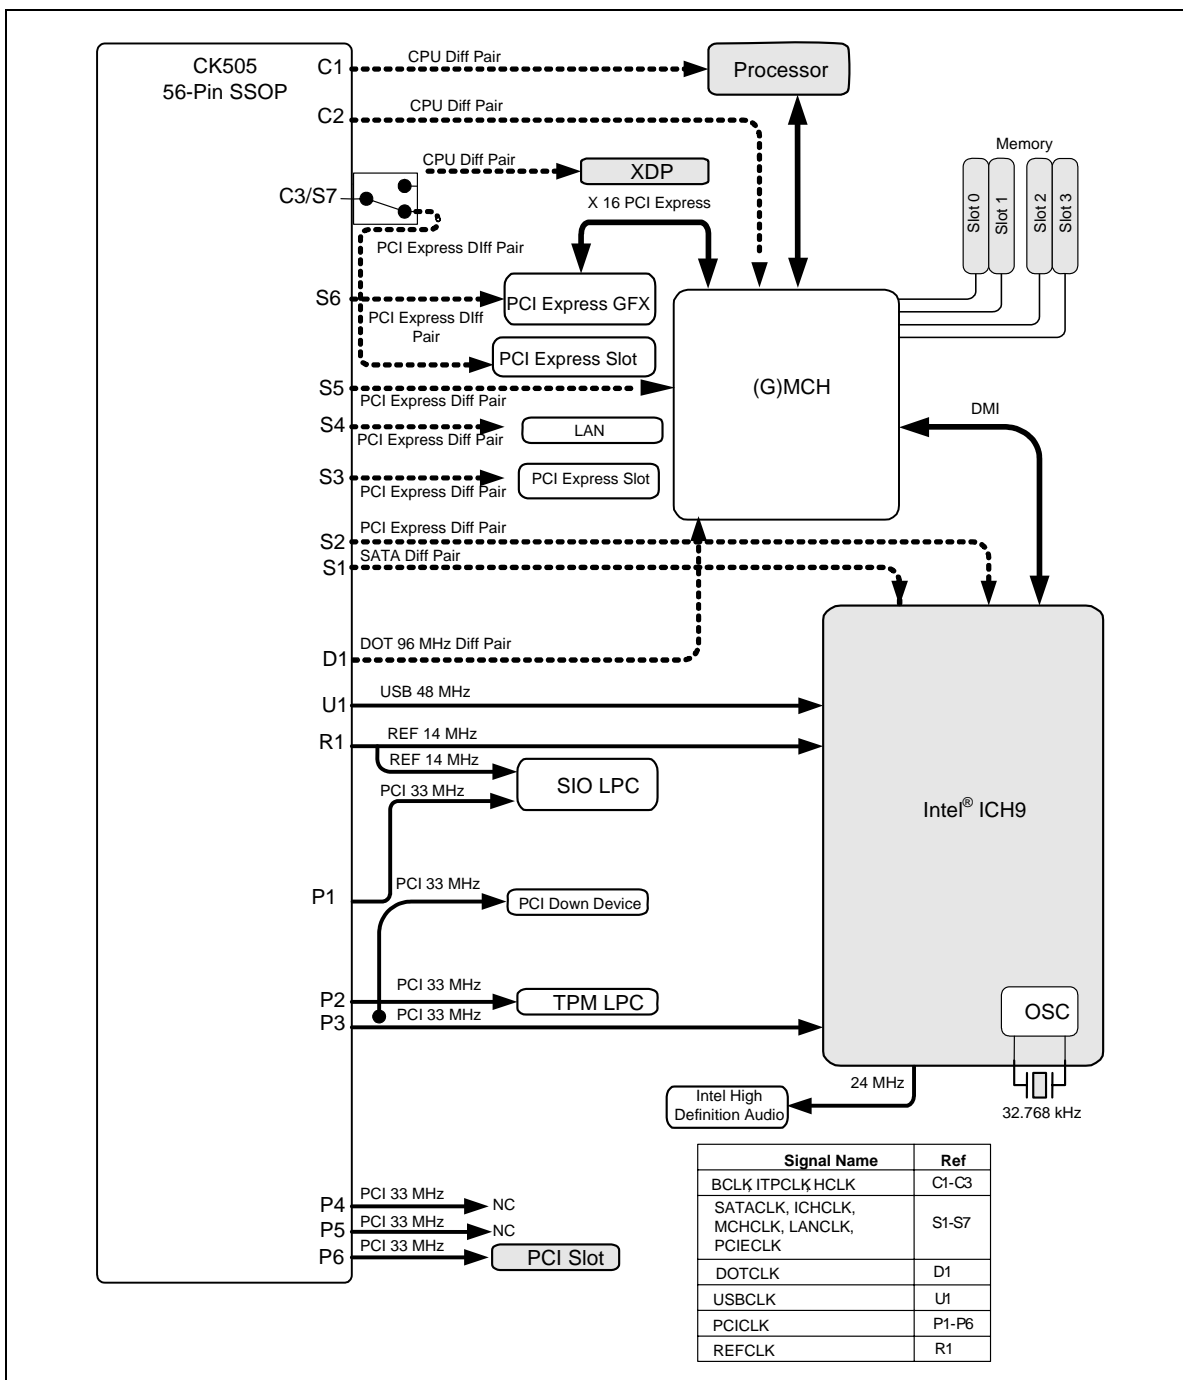 CK505
56-Pin SSOP
C1
CPU Diff Pair
Processor
C2
CPU Diff Pair
C3/S7
CPU Diff Pair
XDP
X 16 PCI Express
PCI Express DIff Pair
Memory
Slot 0
Slot 1
Slot 2
Slot 3
S6
PCI Express GFX
PCI Express DIff
Pair
PCI Express Slot
(G)MCH
S5
PCI Express Diff Pair
S4
PCI Express Diff Pair
LAN
DMI
S3
PCI Express Diff Pair
PCI Express Slot
S2
PCI Express Diff Pair
S1
SATA Diff Pair
D1
DOT 96 MHz Diff Pair
U1
USB 48 MHz
R1
REF 14 MHz
REF 14 MHz
SIO LPC
PCI 33 MHz
Intel® ICH9
P1
PCI 33 MHz
PCI Down Device
P2
PCI 33 MHz
TPM LPC
P3
PCI 33 MHz
OSC
32.768 kHz
24 MHz
Intel High
Definition Audio
P4
PCI 33 MHz
NC
P5
PCI 33 MHz
NC
P6
PCI 33 MHz
PCI Slot
Signal Name
Ref
BCLK, ITPCLK, HCLK
C1-C3
SATACLK, ICHCLK,
MCHCLK, LANCLK,
PCIECLK
S1-S7
DOTCLK
D1
USBCLK
U1
PCICLK
P1-P6
REFCLK
R1